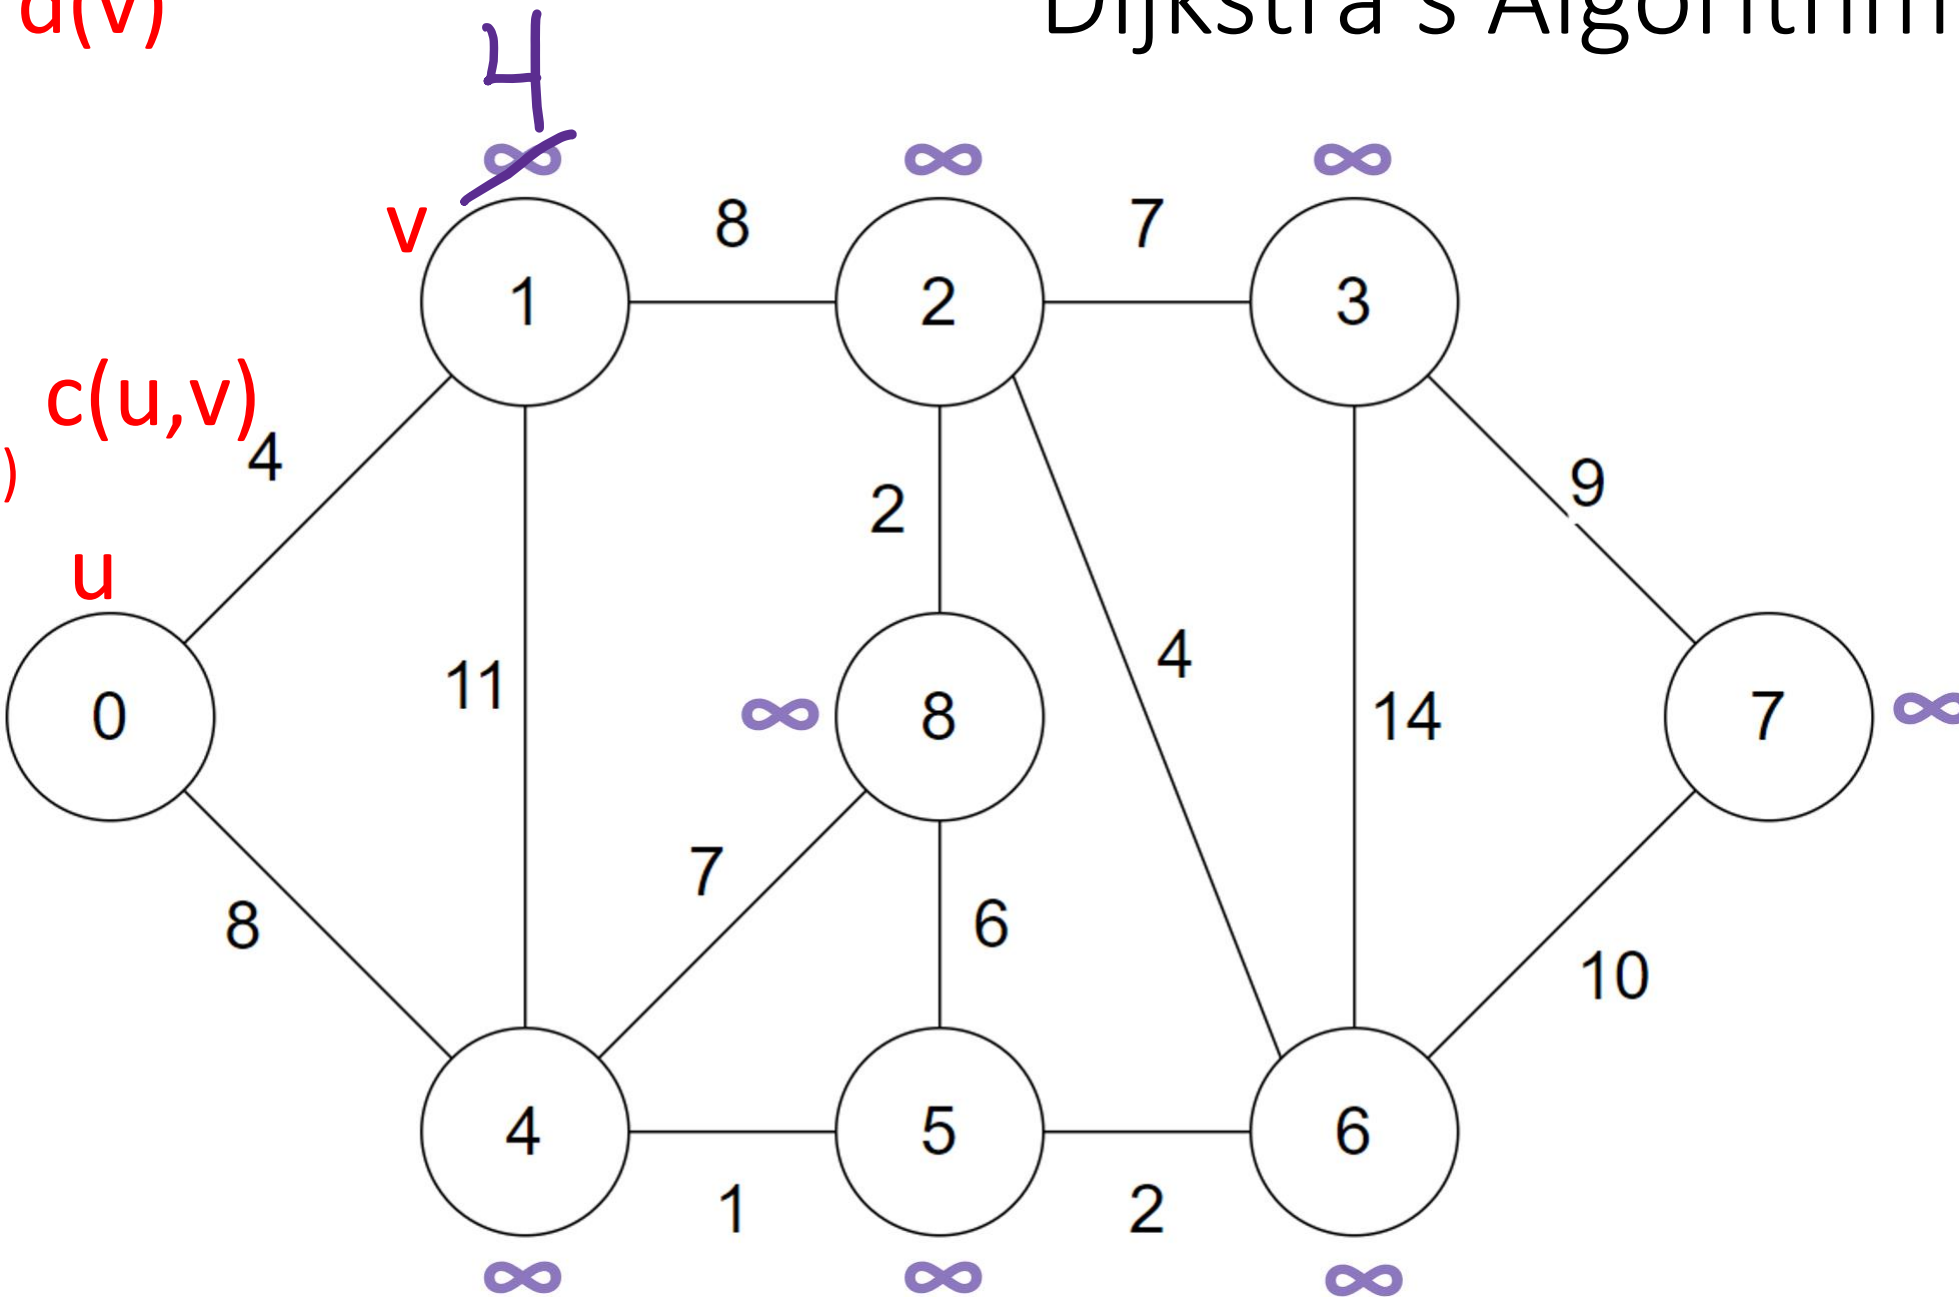 d(v)
Dijkstra's Algorithm
4
∞ ∞ ∞
v 8 7
1 2 3
c(u,v)
4 9
)
2
u
4
11
0 ∞ 8 14 7 ∞
7
8 6
10
4 5 6
1 2
∞ ∞ ∞